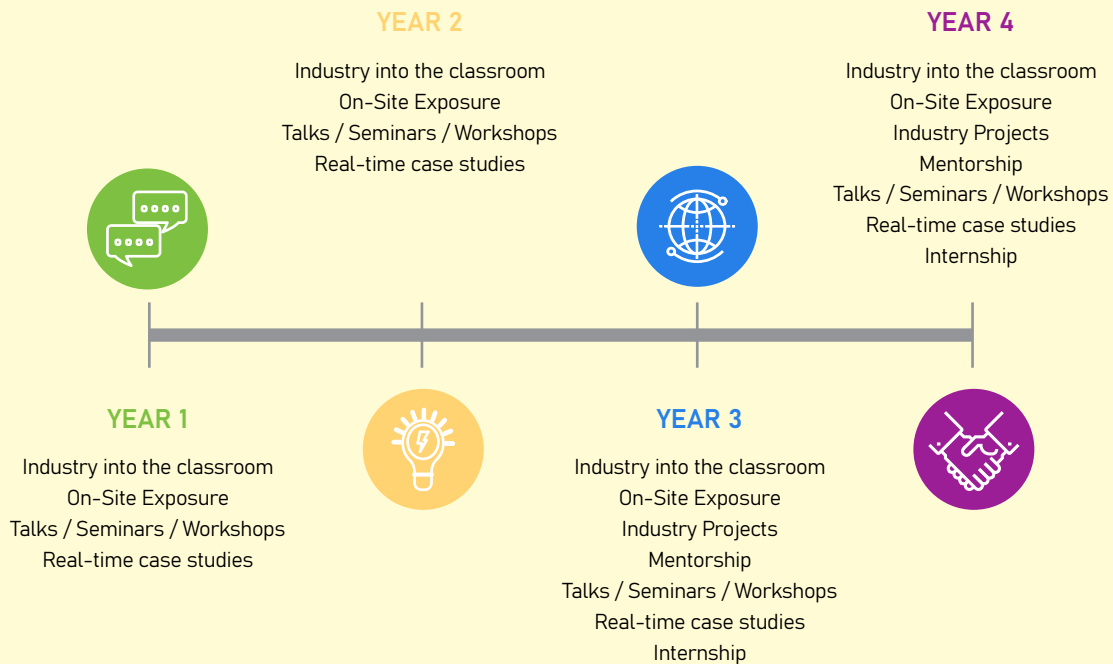 YEAR 1
Industry into the classroom
On-Site Exposure
Talks / Seminars / Workshops
Real-time case studies
YEAR 2
Industry into the classroom
On-Site Exposure
Talks / Seminars / Workshops
Real-time case studies
YEAR 3
Industry into the classroom
On-Site Exposure
Industry Projects
Mentorship
Talks / Seminars / Workshops
Real-time case studies
Internship
YEAR 4
Industry into the classroom
On-Site Exposure
Industry Projects
Mentorship
Talks / Seminars / Workshops
Real-time case studies
Internship